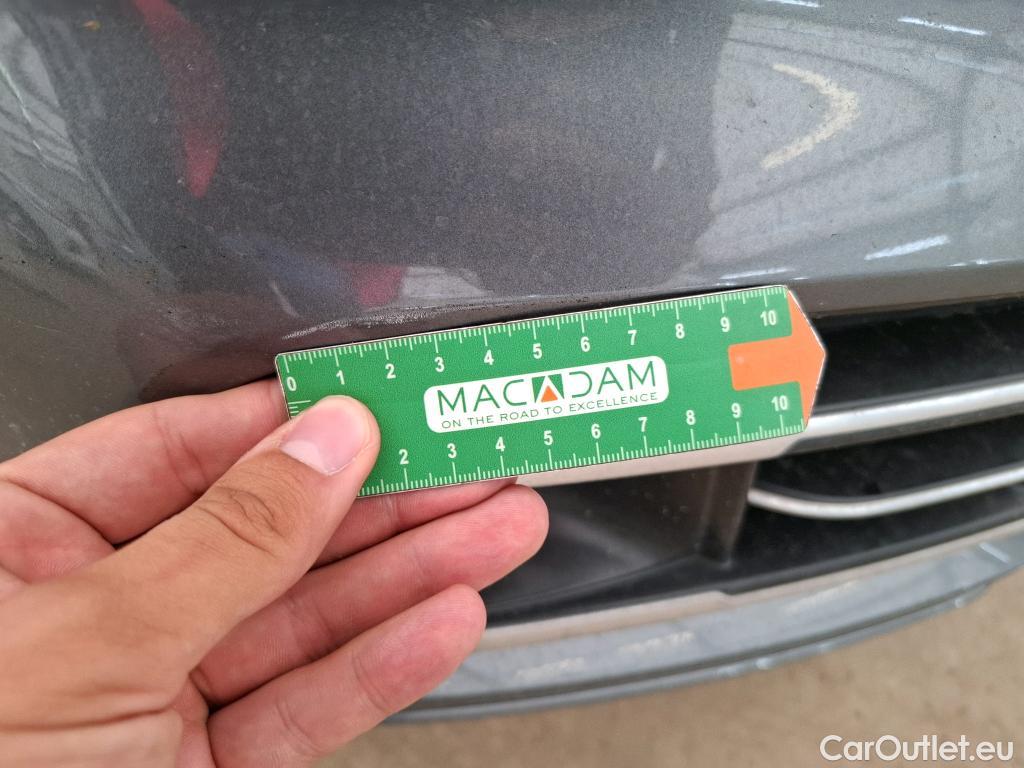 0 1 2 3 4 5 6 7 8 9 10
MACADAM
ON THE ROAD TO EXCELLENCE
2 3 4 5 6 7 8 9 10
CarOutlet.eu